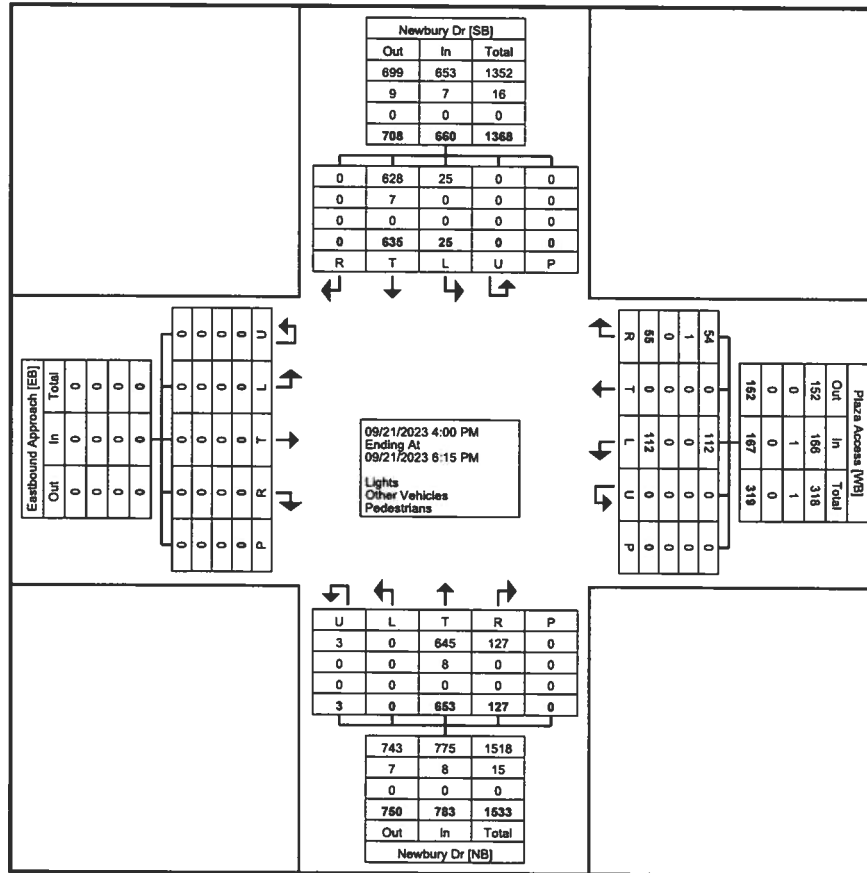 Newbury Dr [SB]
Out In Total
699 653 1352
9 7 16
0 0 0
708 660 1368
0 628 25 0 0
0 7 0 0 0
0 0 0 0 0
0 635 25 0 0
R T L U P
Eastbound Approach [EB]
Out In Total
0 0 0
0 0 0
0 0 0
0 0 0
0 0 0 0 U
0 0 0 0 L
0 0 0 0 T
0 0 0 0 R
0 0 0 0 P
09/21/2023 4:00 PM
Ending At
09/21/2023 6:15 PM
Lights
Other Vehicles
Pedestrians
R 55 0 1 54
T 0 0 0 0
L 112 0 0 112
U 0 0 0 0
P 0 0 0 0
Plaza Access [WB]
Out In Total
152 166 318
0 1 1
0 0 0
152 167 319
U L T R P
3 0 645 127 0
0 0 8 0 0
0 0 0 0 0
3 0 653 127 0
743 775 1518
7 8 15
0 0 0
750 783 1533
Out In Total
Newbury Dr [NB]